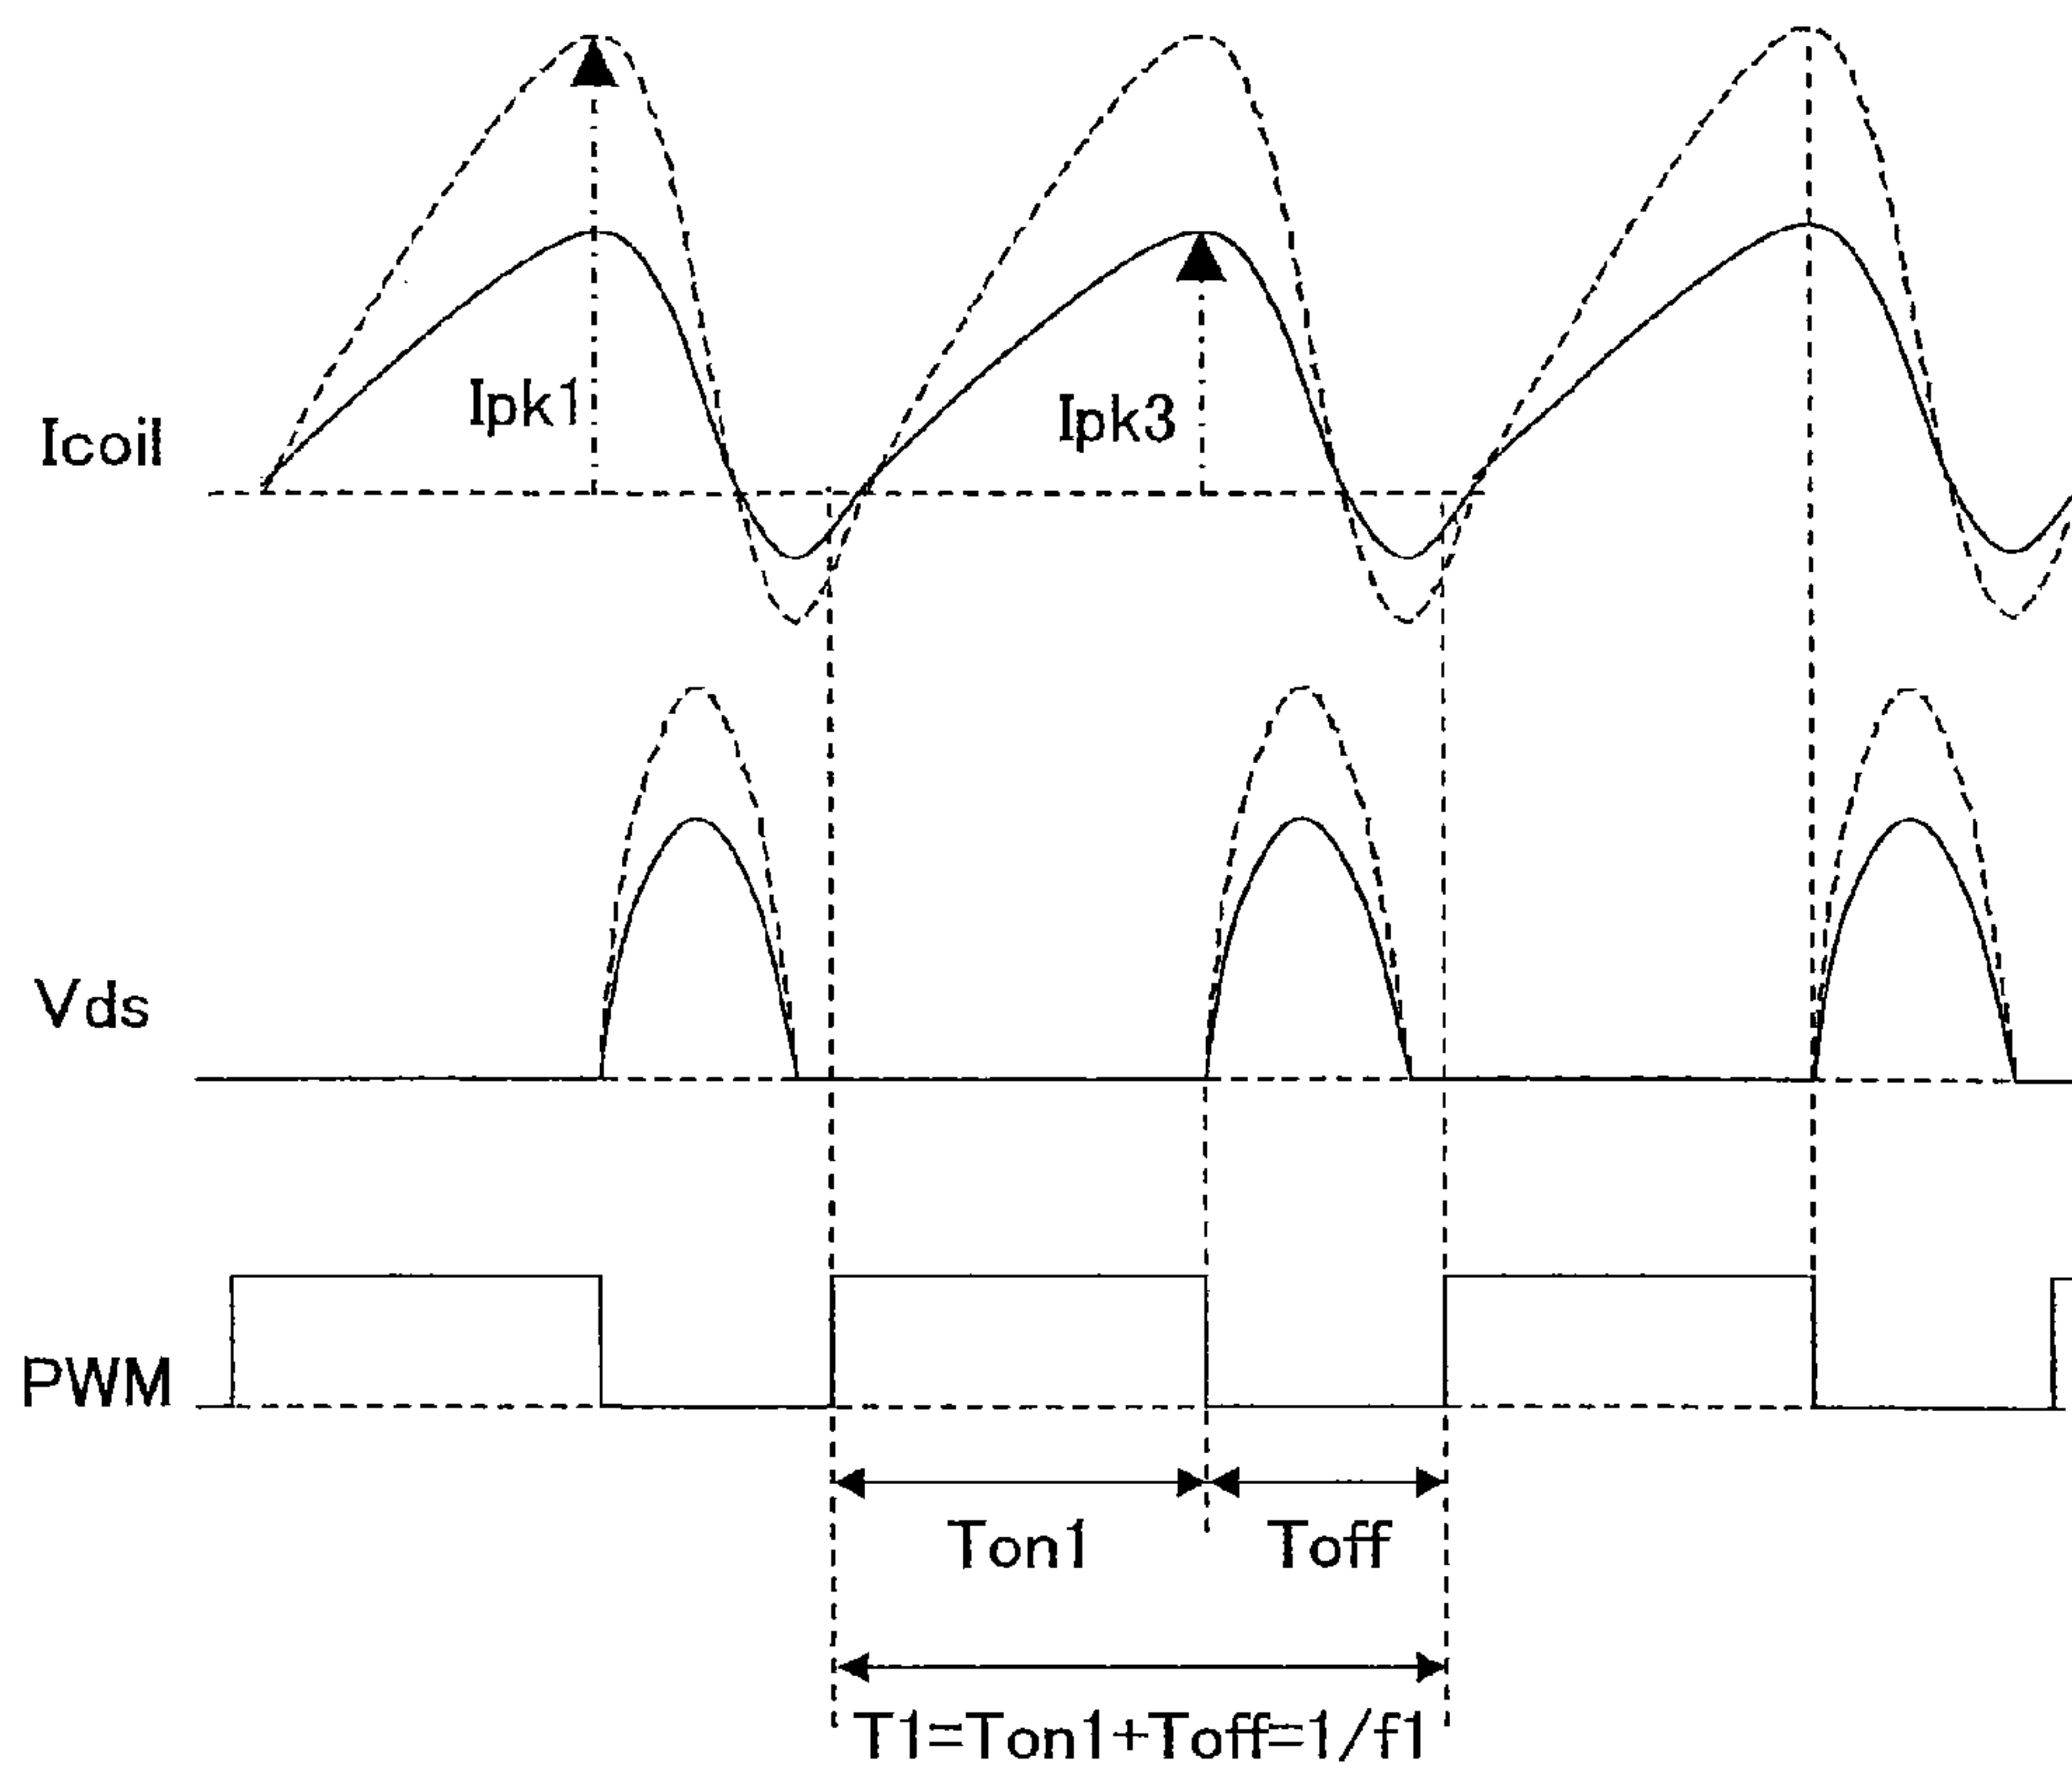 Ipk1
Ipk3
Icoil
Vds
PWM
Ton1
Toff
T1=Ton1+Toff=1/f1